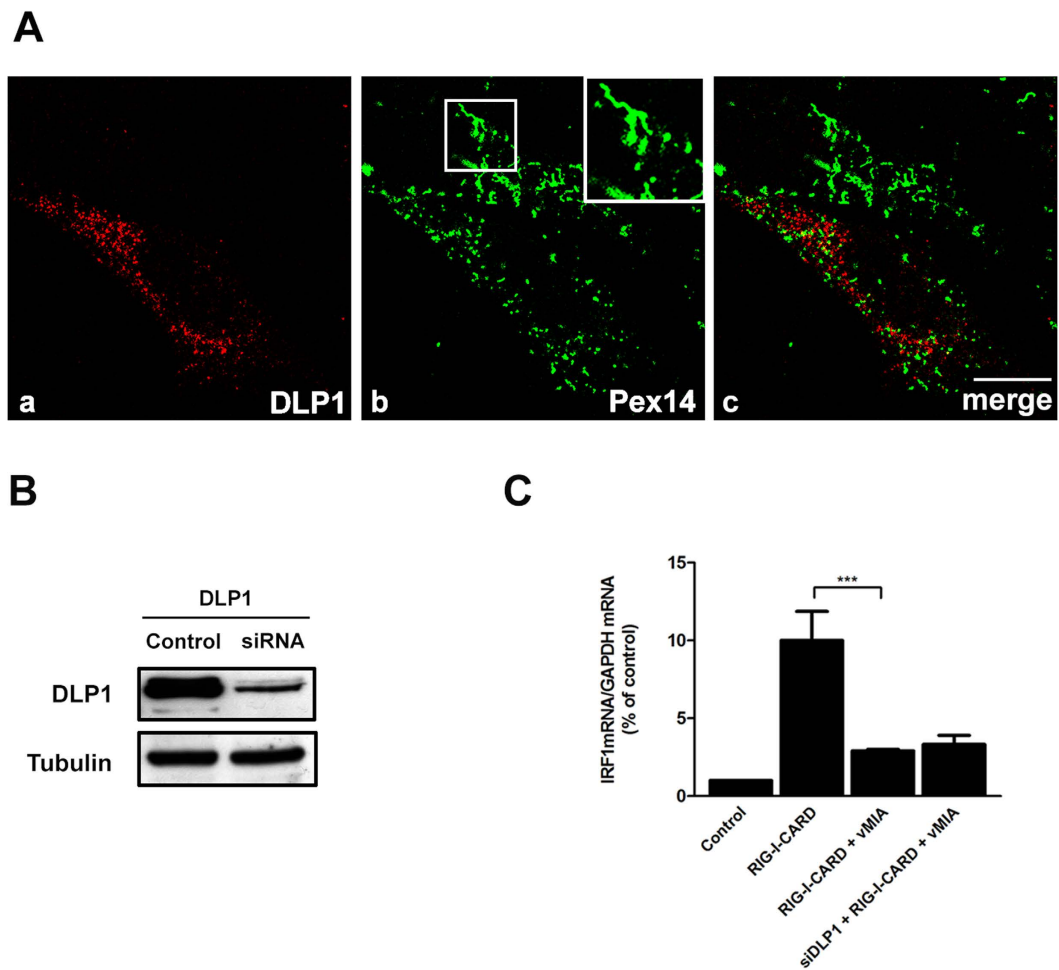 A
a DLP1
b Pex14
c merge
B
DLP1
Control siRNA
DLP1
Tubulin
C
IRF1mRNA/GAPDH mRNA
(% of control)
15
10
5
0
***
Control
RIG-I-CARD
RIG-I-CARD + vMIA
siDLP1 + RIG-I-CARD + vMIA